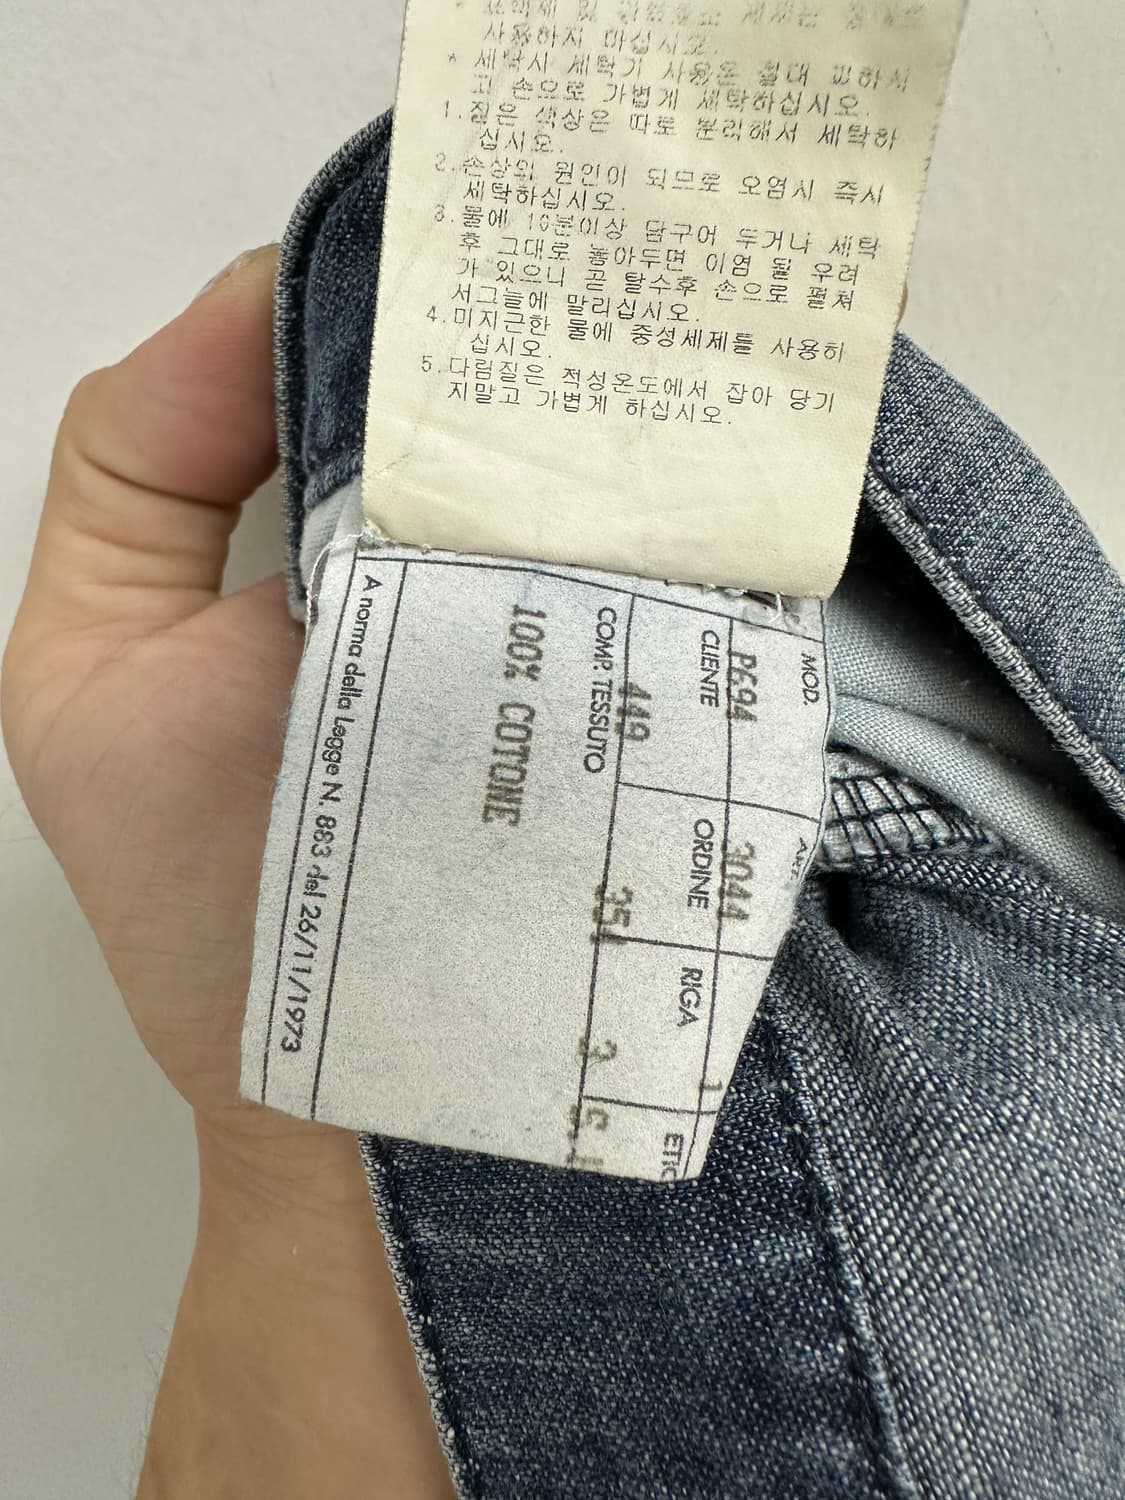 사용하지 마십시오.
* 세탁시 세탁기 사용은 절대 피하시
고 손으로 가볍게 세탁하십시오.
1.짙은 색상은 따로 분리해서 세탁하
십시오.
2.손상의 원인이 되므로 오염시 즉시
세탁하십시오.
3.물에 10분이상 담구어 두거나 세탁
후 그대로 놓아두면 이염 될 우려
가 있으니 곧 탈수후 손으로 펼쳐
서그늘에 말리십시오.
4.미지근한 물에 중성세제를 사용하
십시오.
5.다림질은 적성온도에서 잡아 당기
지말고 가볍게 하십시오.
MOD.
P694
3044
1
CLIENTE
ORDINE
RIGA
449
354
3
COMP. TESSUTO
100% COTONE
A norma della Legge N. 883 del 26/11/1973